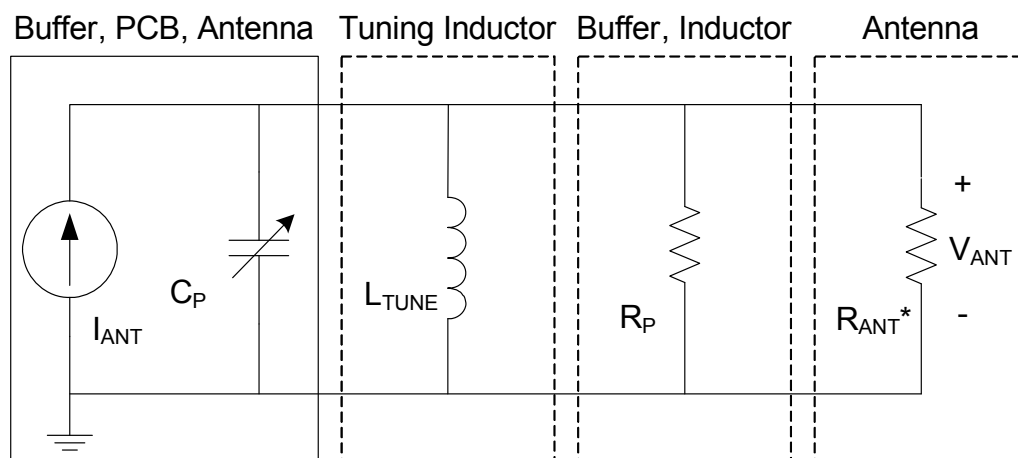 Buffer, PCB, Antenna
Tuning Inductor
Buffer, Inductor
Antenna
+
V_ANT
-
C_P
I_ANT
L_TUNE
R_P
R_ANT*